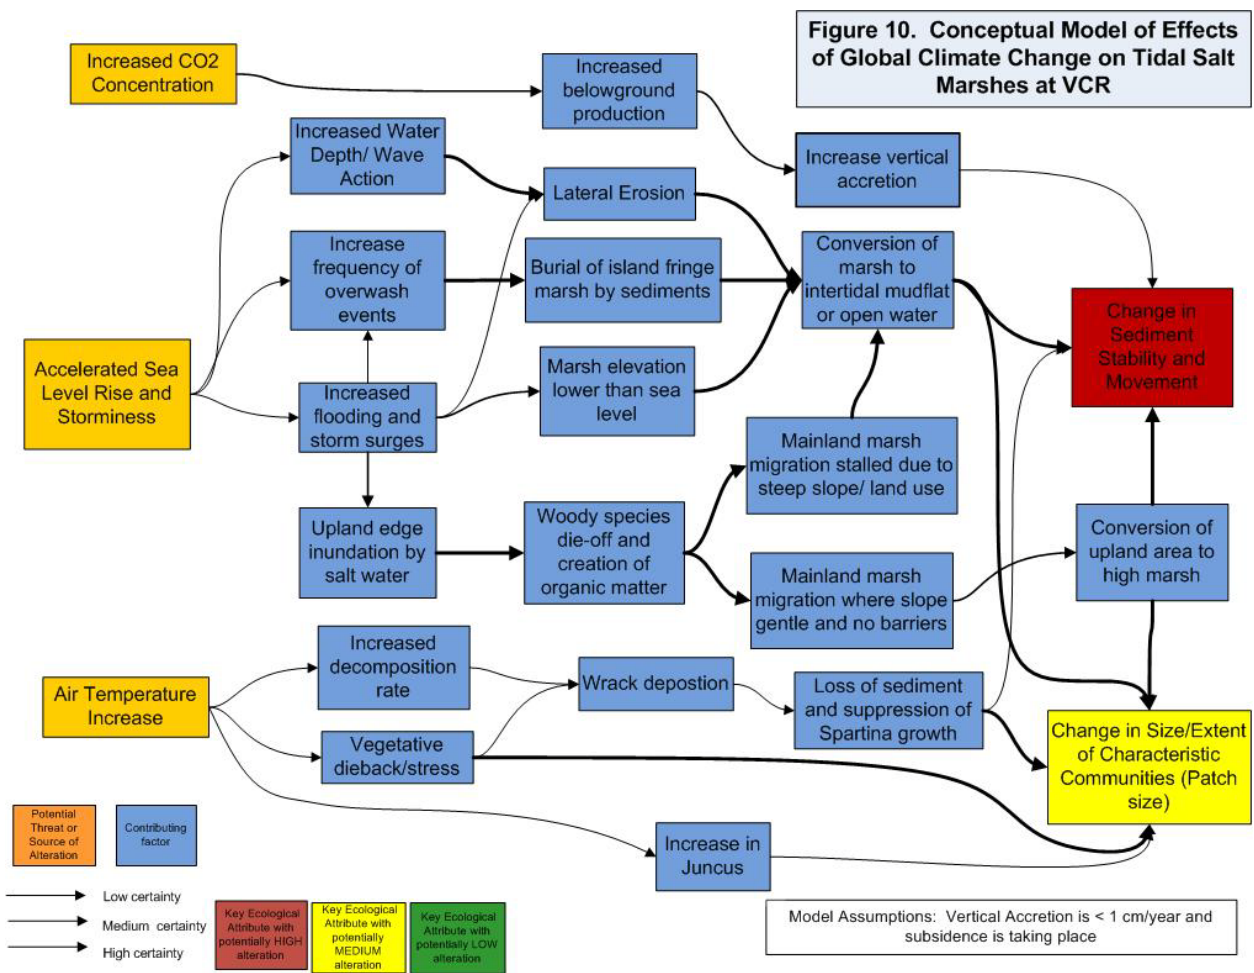 Figure 10. Conceptual Model of Effects
of Global Climate Change on Tidal Salt
Marshes at VCR
Increased CO2
Concentration
Increased
belowground
production
Increased Water
Depth/ Wave
Action
Increase vertical
accretion
Lateral Erosion
Increase
frequency of
overwash
events
Burial of island fringe
marsh by sediments
Conversion of
marsh to
intertidal mudflat
or open water
Change in
Sediment
Stability and
Movement
Accelerated Sea
Level Rise and
Storminess
Increased
flooding and
storm surges
Marsh elevation
lower than sea
level
Mainland marsh
migration stalled due to
steep slope/ land use
Upland edge
inundation by
salt water
Woody species
die-off and
creation of
organic matter
Conversion of
upland area to
high marsh
Mainland marsh
migration where slope
gentle and no barriers
Increased
decomposition
rate
Wrack depostion
Air Temperature
Increase
Loss of sediment
and suppression of
Spartina growth
Vegetative
dieback/stress
Change in Size/Extent
of Characteristic
Communities (Patch
size)
Increase in
Juncus
Potential
Threat or
Source of
Alteration
Contributing
factor
Low certainty
Medium certainty
High certainty
Key Ecological
Attribute with
potentially HIGH
alteration
Key Ecological
Attribute with
potentially
MEDIUM
alteration
Key Ecological
Attribute with
potentially LOW
alteration
Model Assumptions: Vertical Accretion is < 1 cm/year and
subsidence is taking place